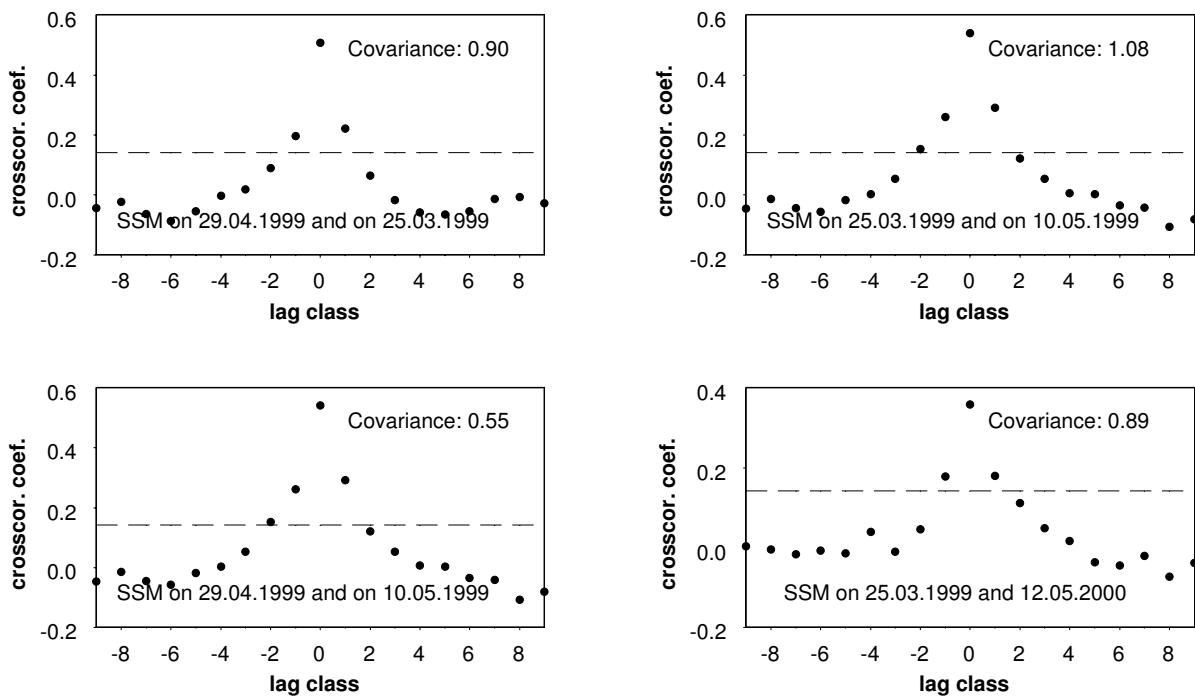 0.6
Covariance: 0.90
0.4
0.2
0.0
SSM on 29.04.1999 and on 25.03.1999
-0.2
crosscor. coef.
-8 -6 -4 -2 0 2 4 6 8
lag class
0.6
Covariance: 1.08
0.4
0.2
0.0
SSM on 25.03.1999 and on 10.05.1999
-0.2
crosscor. coef.
-8 -6 -4 -2 0 2 4 6 8
lag class
0.6
Covariance: 0.55
0.4
0.2
0.0
SSM on 29.04.1999 and on 10.05.1999
-0.2
crosscor. coef.
-8 -6 -4 -2 0 2 4 6 8
lag class
0.4
Covariance: 0.89
0.2
0.0
SSM on 25.03.1999 and 12.05.2000
-0.2
crosscor. coef.
-8 -6 -4 -2 0 2 4 6 8
lag class